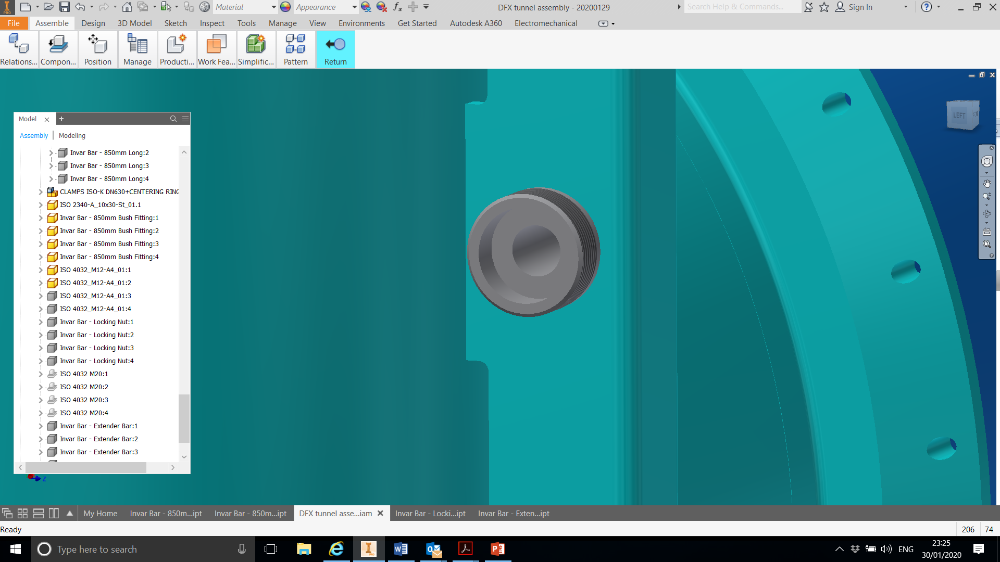 PRO
Material
Appearance
DFX tunnel assembly - 20200129
Search Help & Commands...
Sign In
File
Assemble
Design
3D Model
Sketch
Inspect
Tools
Manage
View
Environments
Get Started
Autodesk A360
Electromechanical
Relations...
Compon...
Position
Manage
Producti...
Work Fea...
Simplific...
Pattern
Return
LEFT
Model
Assembly
Modeling
Invar Bar - 850mm Long:2
Invar Bar - 850mm Long:3
Invar Bar - 850mm Long:4
CLAMPS ISO-K DN630+CENTERING RING
ISO 2340-A_10x30-St_01.1
Invar Bar - 850mm Bush Fitting:1
Invar Bar - 850mm Bush Fitting:2
Invar Bar - 850mm Bush Fitting:3
Invar Bar - 850mm Bush Fitting:4
ISO 4032_M12-A4_01:1
ISO 4032_M12-A4_01:2
ISO 4032_M12-A4_01:3
ISO 4032_M12-A4_01:4
Invar Bar - Locking Nut:1
Invar Bar - Locking Nut:2
Invar Bar - Locking Nut:3
Invar Bar - Locking Nut:4
ISO 4032 M20:1
ISO 4032 M20:2
ISO 4032 M20:3
ISO 4032 M20:4
Invar Bar - Extender Bar:1
Invar Bar - Extender Bar:2
Invar Bar - Extender Bar:3
Z
My Home
Invar Bar - 850m...ipt
Invar Bar - 850m...ipt
DFX tunnel asse...iam
Invar Bar - Locki...ipt
Invar Bar - Exten...ipt
Ready
206
74
Type here to search
ENG
23:25
30/01/2020